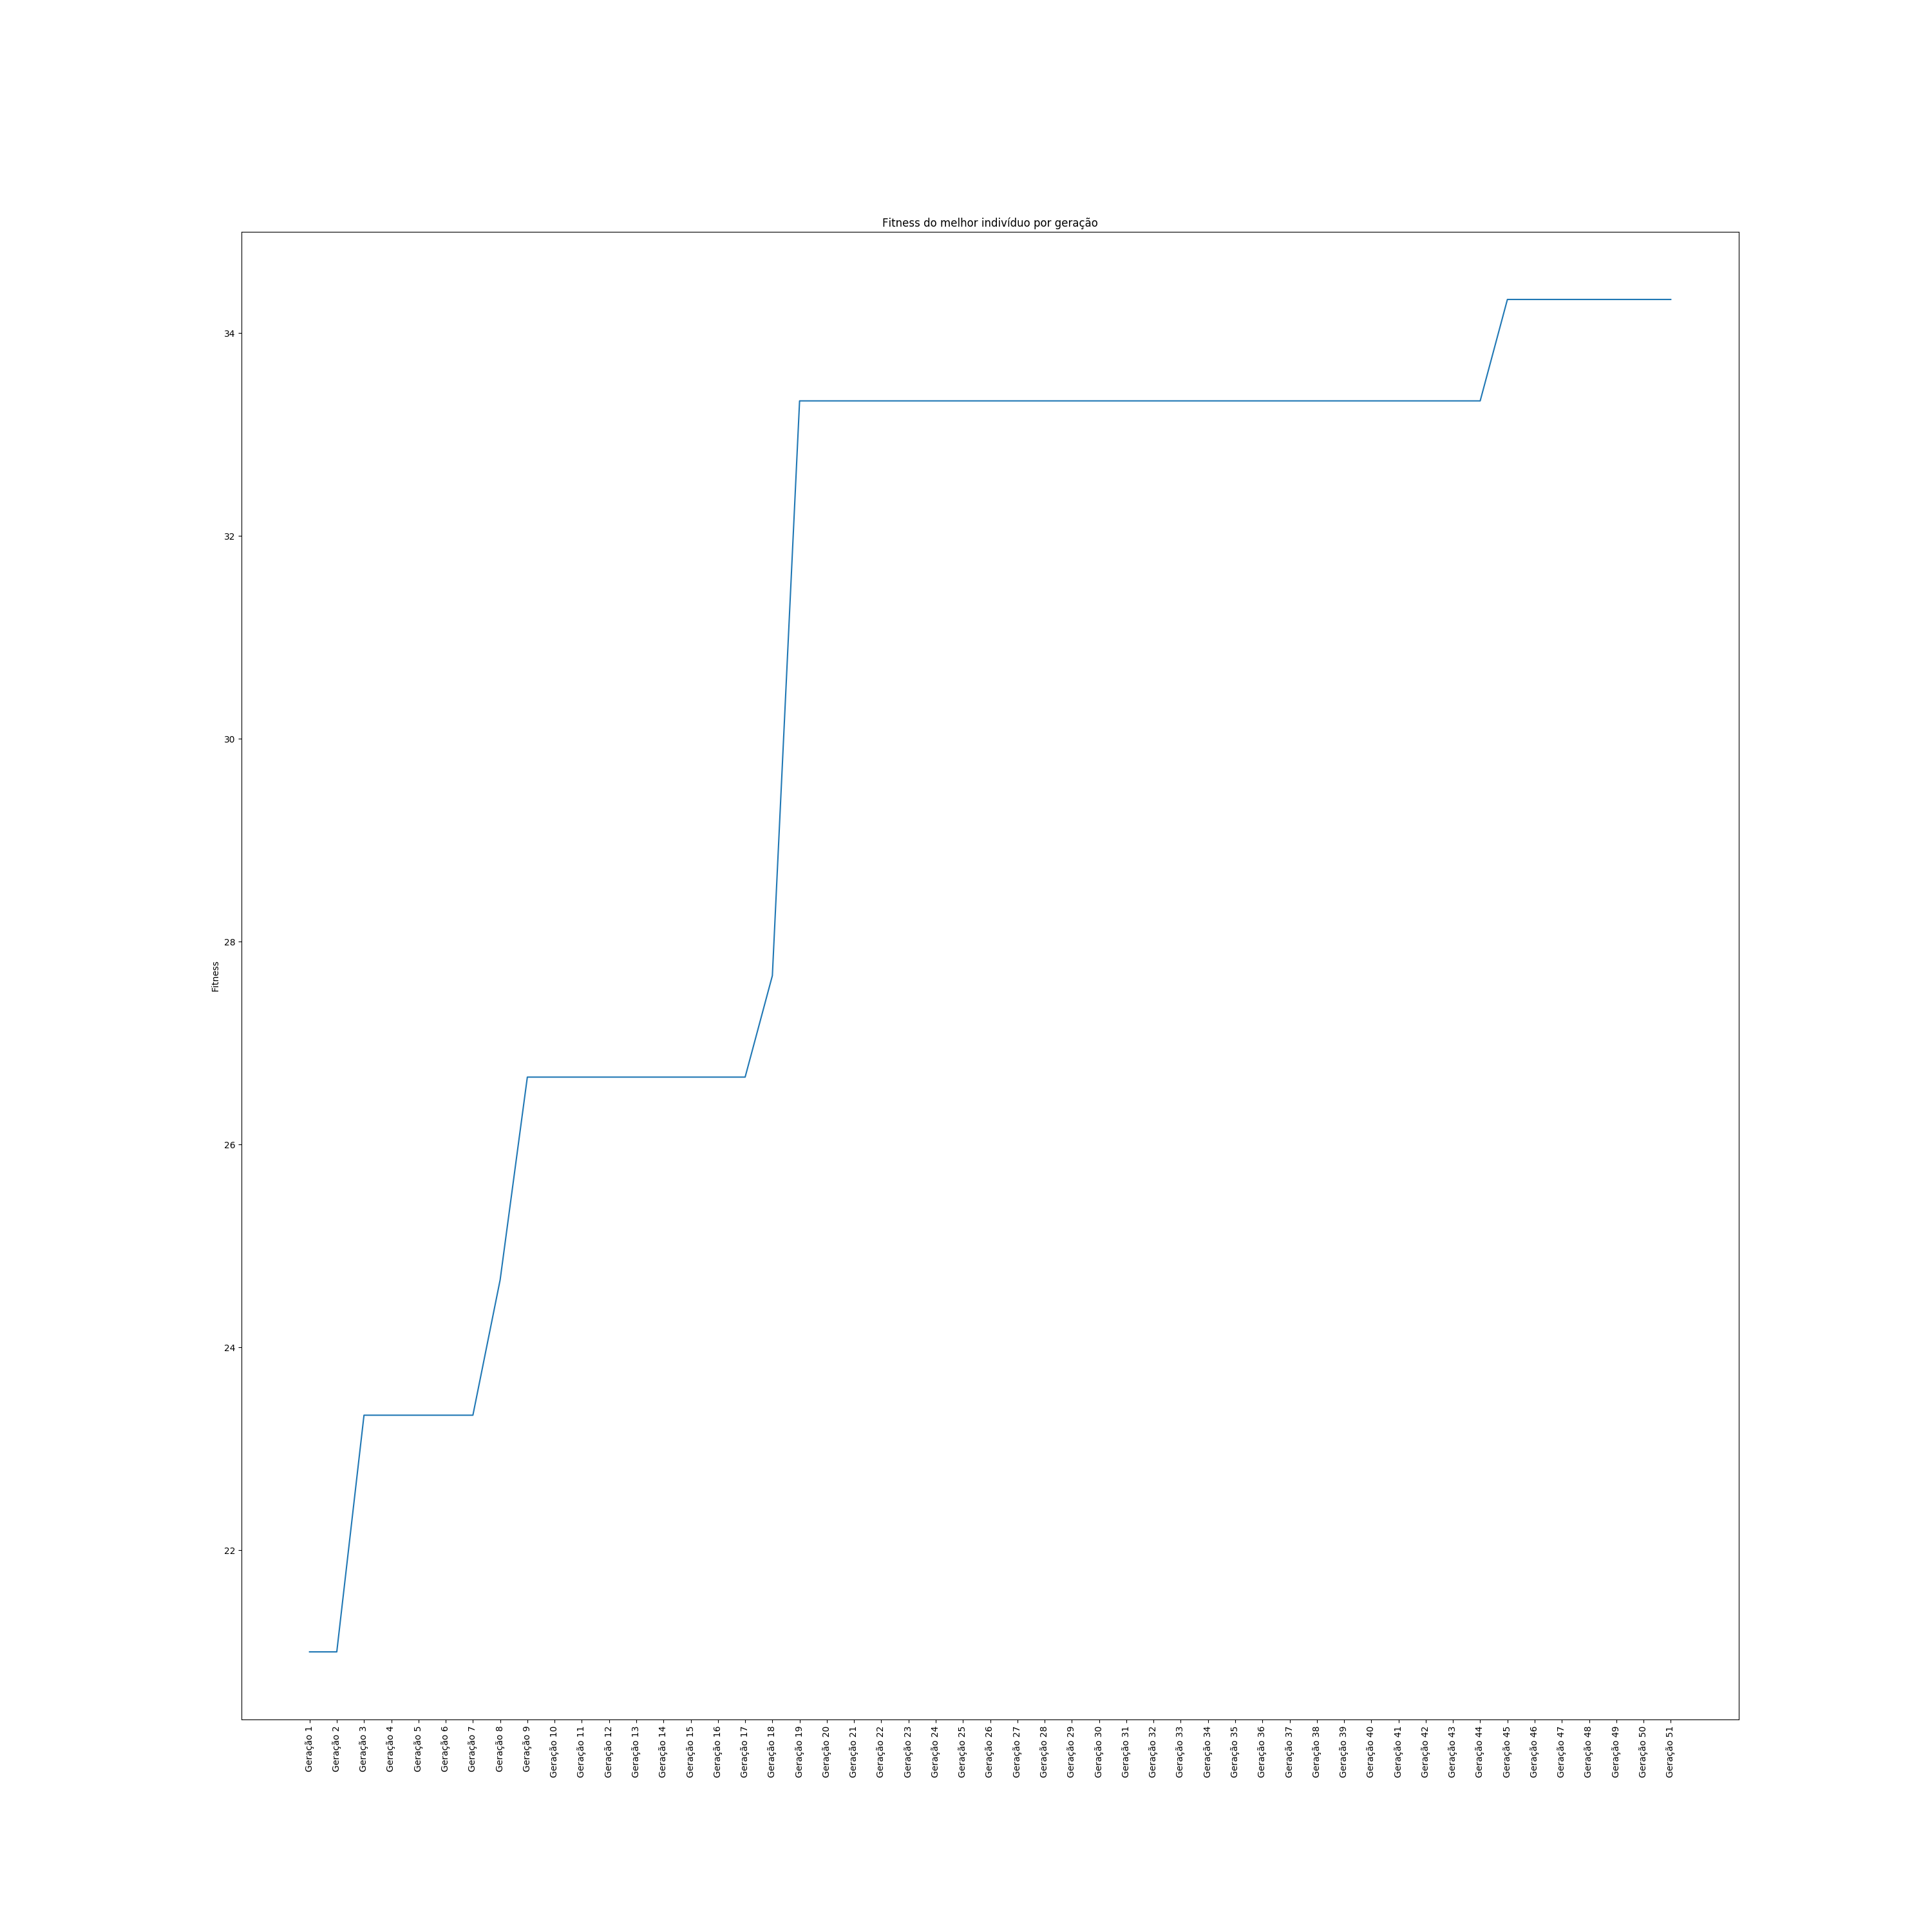 Fitness do melhor indivíduo por geração
34
32
30
28
26
24
22
Fitness
Geração 1
Geração 2
Geração 3
Geração 4
Geração 5
Geração 6
Geração 7
Geração 8
Geração 9
Geração 10
Geração 11
Geração 12
Geração 13
Geração 14
Geração 15
Geração 16
Geração 17
Geração 18
Geração 19
Geração 20
Geração 21
Geração 22
Geração 23
Geração 24
Geração 25
Geração 26
Geração 27
Geração 28
Geração 29
Geração 30
Geração 31
Geração 32
Geração 33
Geração 34
Geração 35
Geração 36
Geração 37
Geração 38
Geração 39
Geração 40
Geração 41
Geração 42
Geração 43
Geração 44
Geração 45
Geração 46
Geração 47
Geração 48
Geração 49
Geração 50
Geração 51